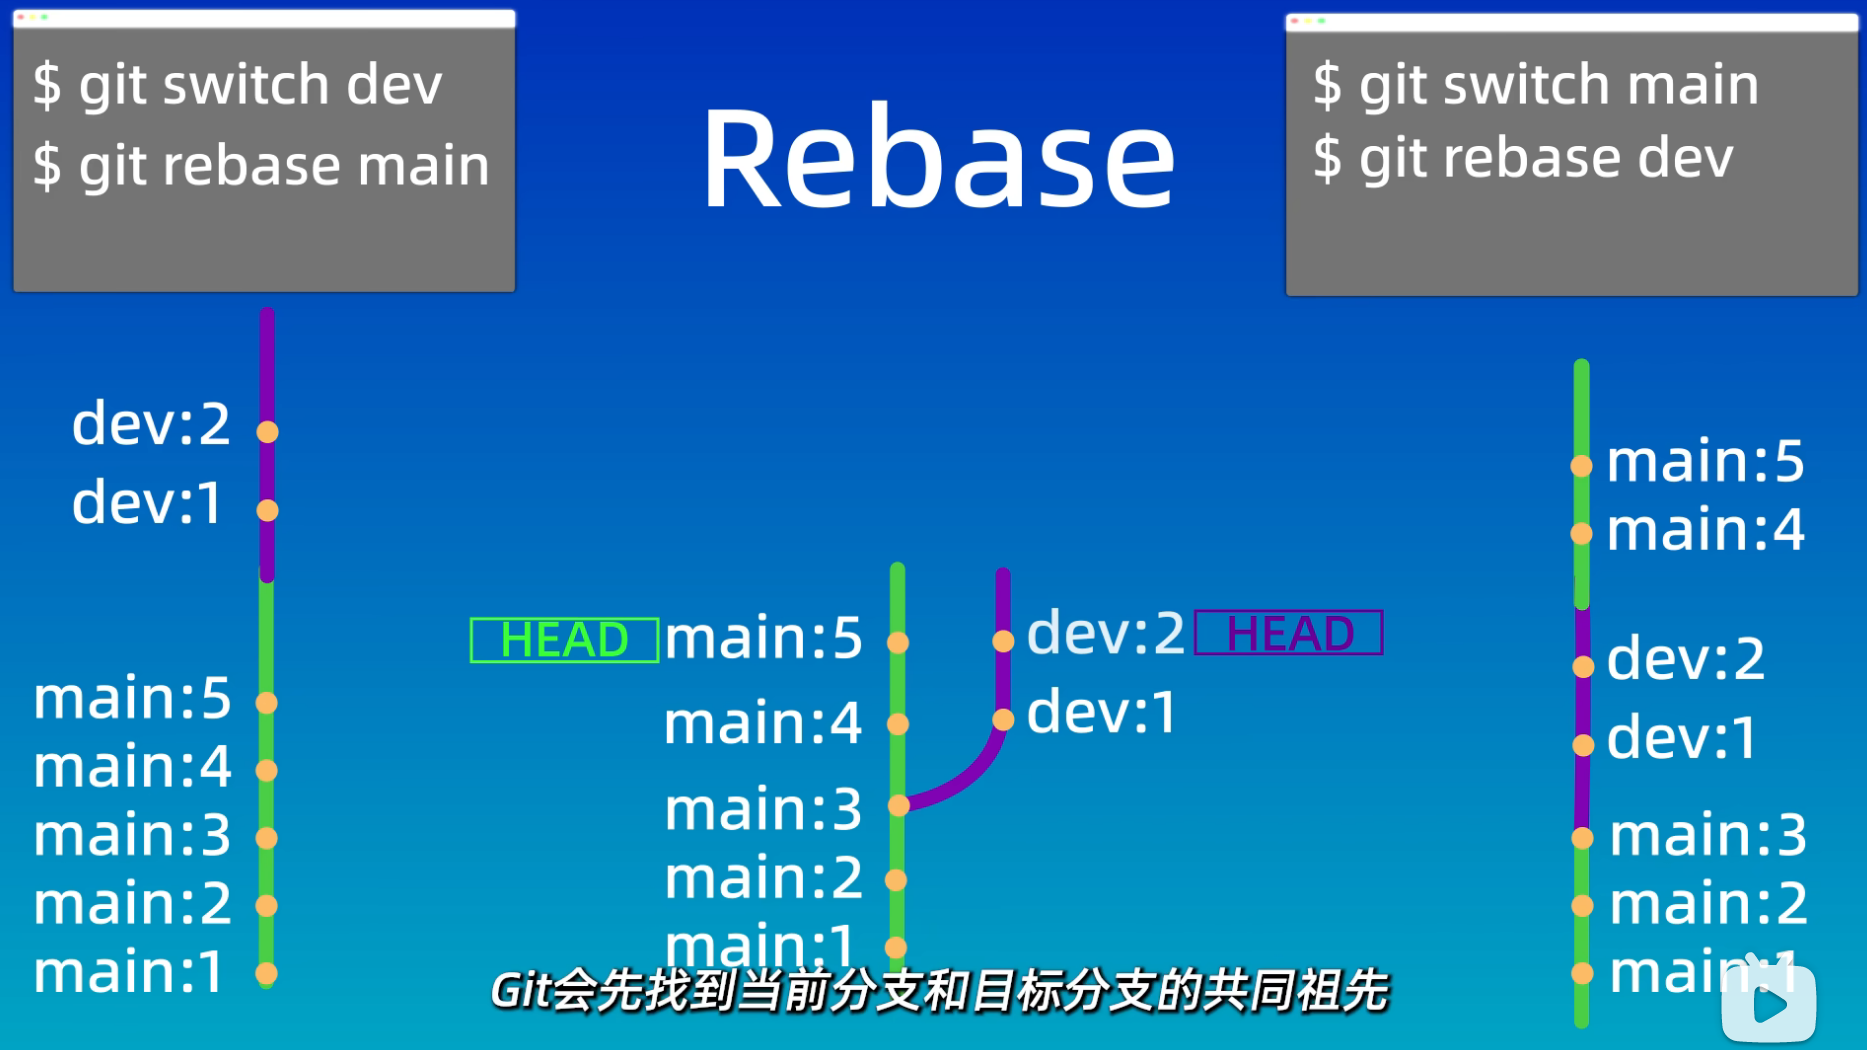 $ git switch dev
$ git rebase main
Rebase
$ git switch main
$ git rebase dev
dev:2
dev:1
main:5
main:4
main:3
main:2
main:1
HEAD main:5
main:4
main:3
main:2
main:1
dev:2 HEAD
dev:1
main:5
main:4
dev:2
dev:1
main:3
main:2
main:1
Git会先找到当前分支和目标分支的共同祖先